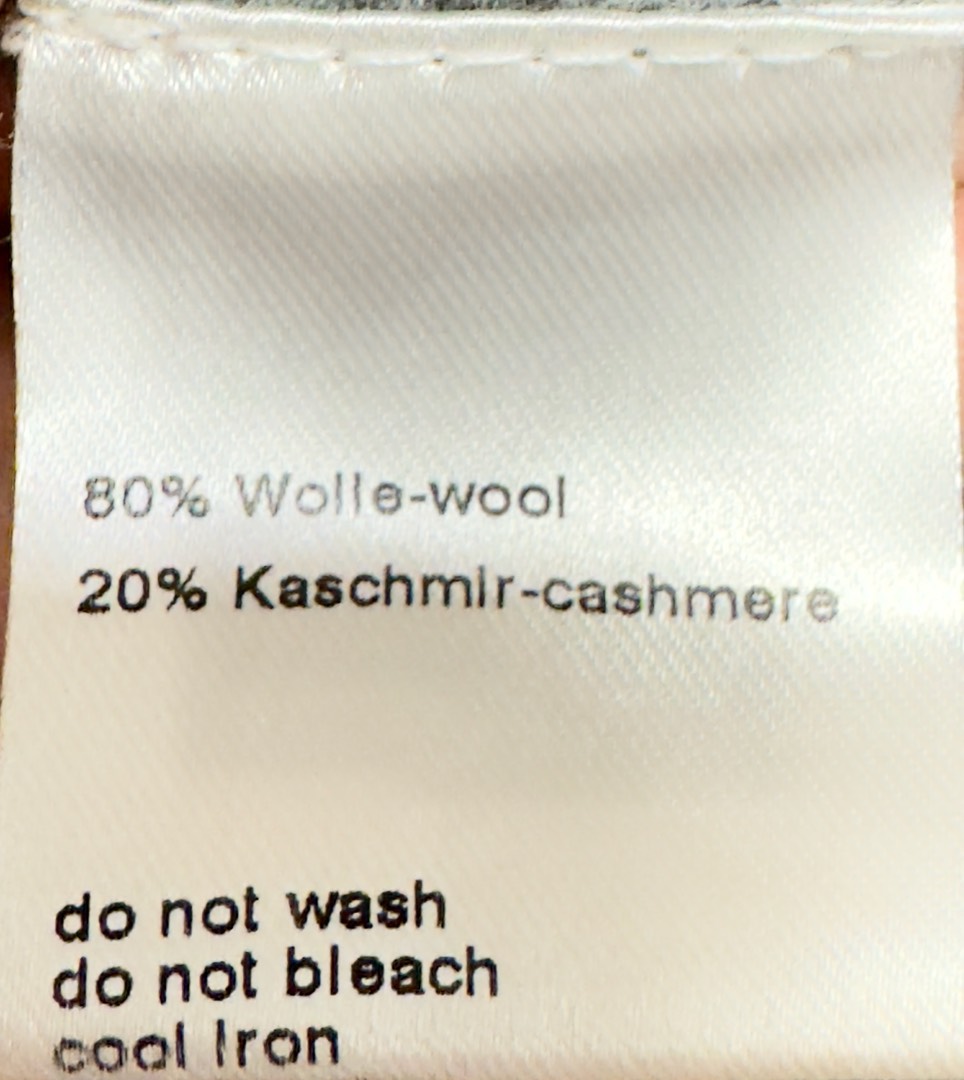 80% Wolle-wool
20% Kaschmir-cashmere
do not wash
do not bleach
cool Iron